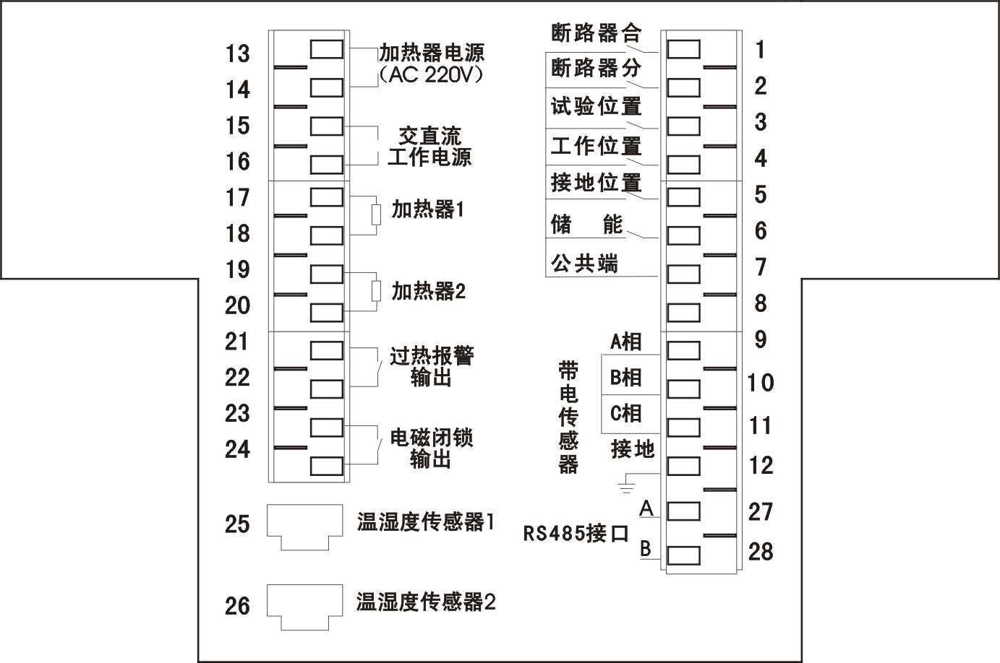 13
加热器电源
14
(AC 220V)
15
交直流
16
工作电源
17
加热器1
18
19
加热器2
20
21
过热报警
22
输出
23
电磁闭锁
24
输出
25
温湿度传感器1
26
温湿度传感器2
断路器合
1
断路器分
2
试验位置
3
工作位置
4
接地位置
5
储 能
6
公共端
7
8
带电传感器
A相
9
B相
10
C相
11
接地
12
RS485接口
A
27
B
28